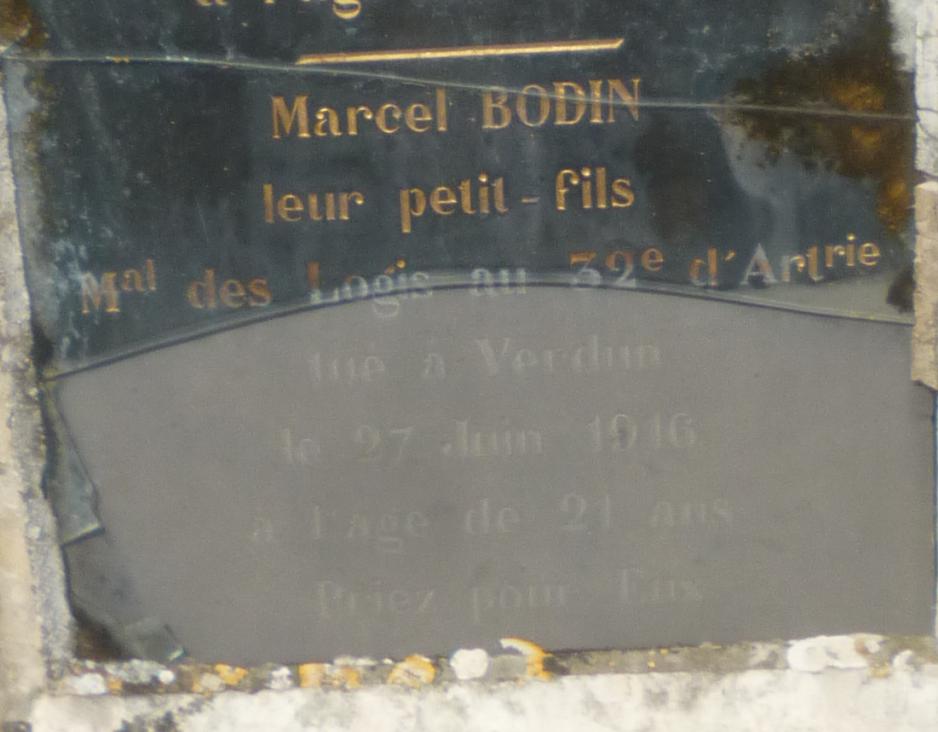 Marcel BODIN
leur petit-fils
Mal des Logis au 32e d'Artrie
tué à Verdun
le 27 Juin 1916
à l'age de 21 ans
Priez pour Eux